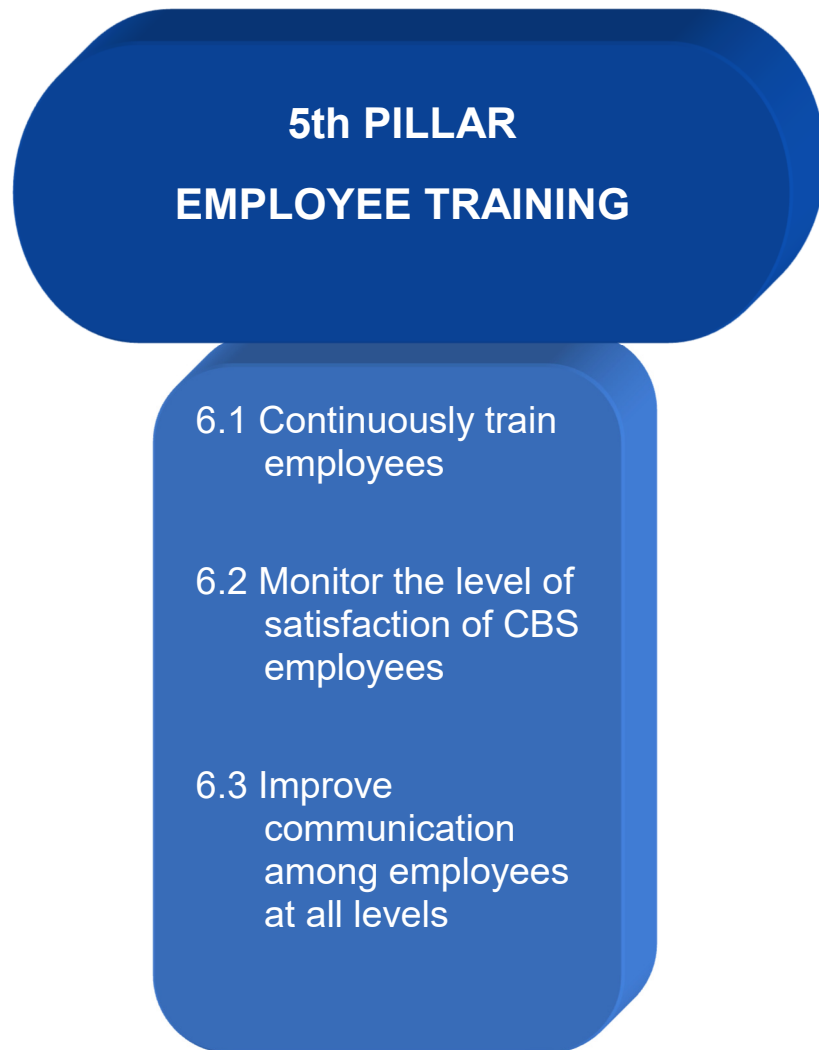 5th PILLAR
EMPLOYEE TRAINING
6.1 Continuously train
employees
6.2 Monitor the level of
satisfaction of CBS
employees
6.3 Improve
communication
among employees
at all levels